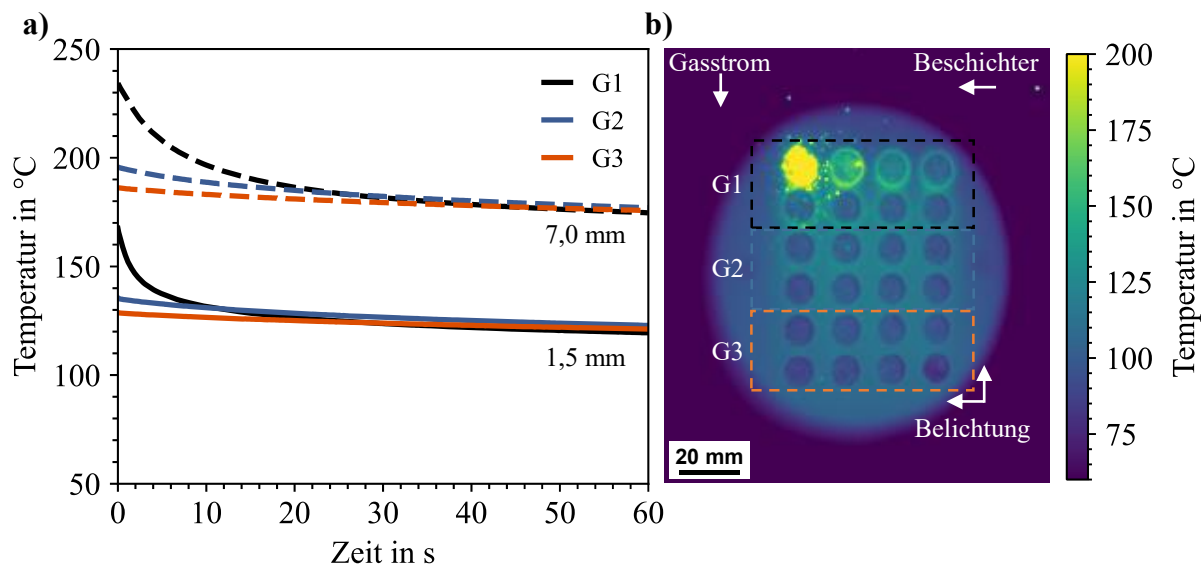 a)
250
200
150
100
50
Temperatur in °C
0
10
20
30
40
50
60
Zeit in s
G1
G2
G3
7,0 mm
1,5 mm
b)
Gasstrom
Beschichter
G1
G2
G3
Belichtung
20 mm
200
175
150
125
100
75
Temperatur in °C